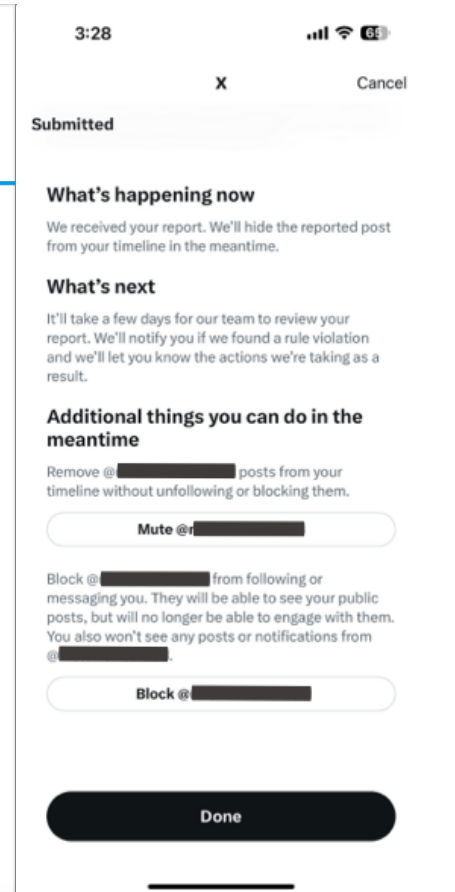 3:28
65
X Cancel
Submitted
What's happening now
We received your report. We'll hide the reported post
from your timeline in the meantime.
What's next
It'll take a few days for our team to review your
report. We'll notify you if we found a rule violation
and we'll let you know the actions we're taking as a
result.
Additional things you can do in the
meantime
Remove @ posts from your
timeline without unfollowing or blocking them.
Mute @r
Block @ from following or
messaging you. They will be able to see your public
posts, but will no longer be able to engage with them.
You also won't see any posts or notifications from
@ .
Block @
Done